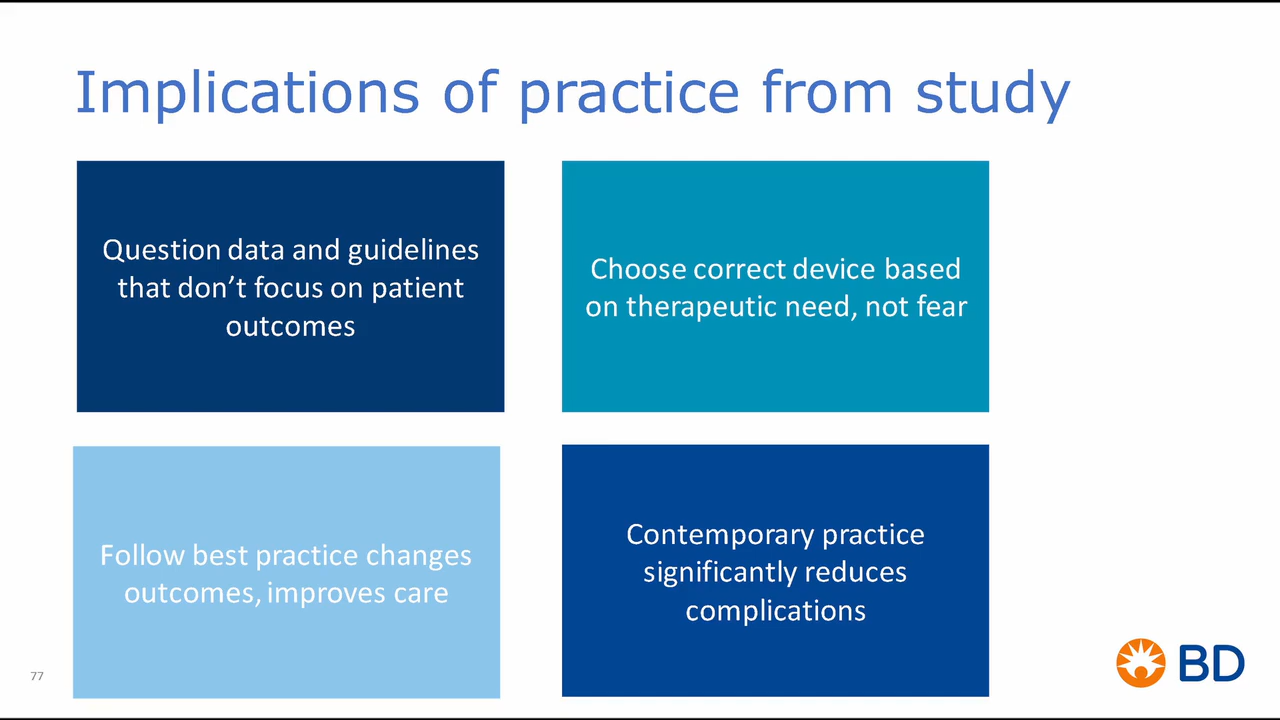 Implications of practice from study
Question data and guidelines
that don’t focus on patient
outcomes
Choose correct device based
on therapeutic need, not fear
Follow best practice changes
outcomes, improves care
Contemporary practice
significantly reduces
complications
77
BD